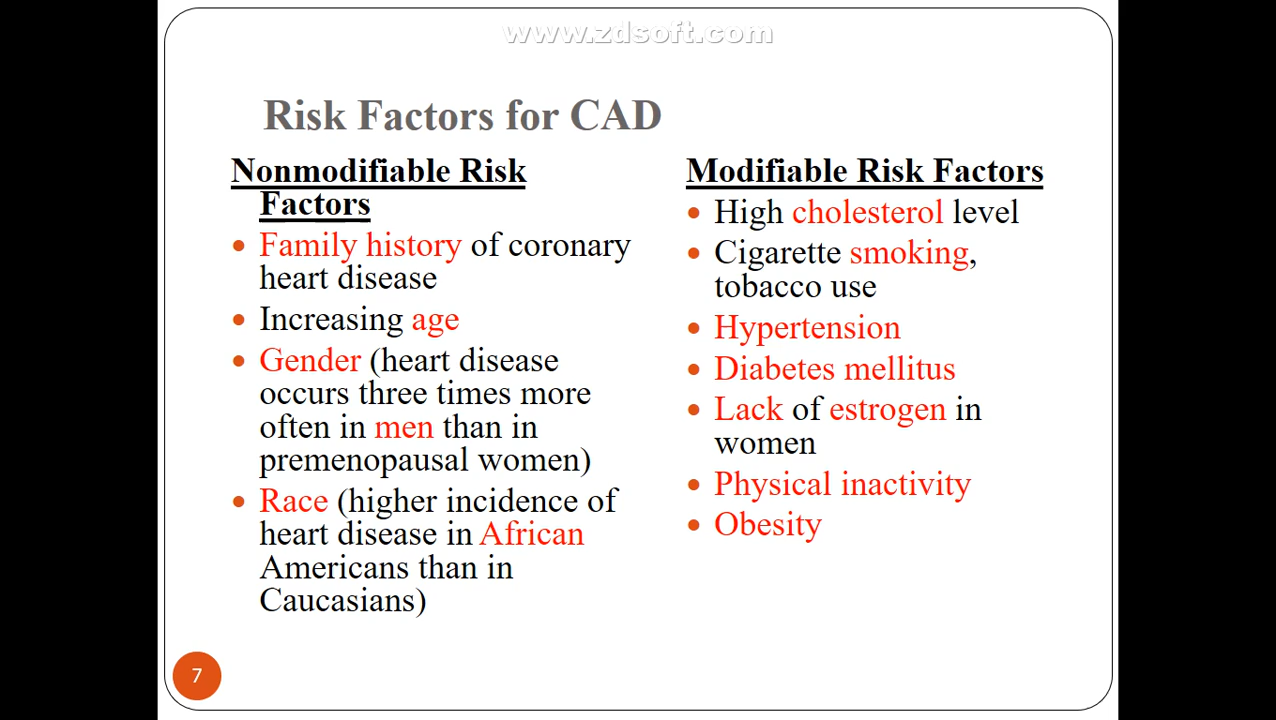 www.zdsoft.com
Risk Factors for CAD
Nonmodifiable Risk
Factors
Family history of coronary
heart disease
Increasing age
Gender (heart disease
occurs three times more
often in men than in
premenopausal women)
Race (higher incidence of
heart disease in African
Americans than in
Caucasians)
Modifiable Risk Factors
High cholesterol level
Cigarette smoking,
tobacco use
Hypertension
Diabetes mellitus
Lack of estrogen in
women
Physical inactivity
Obesity
7